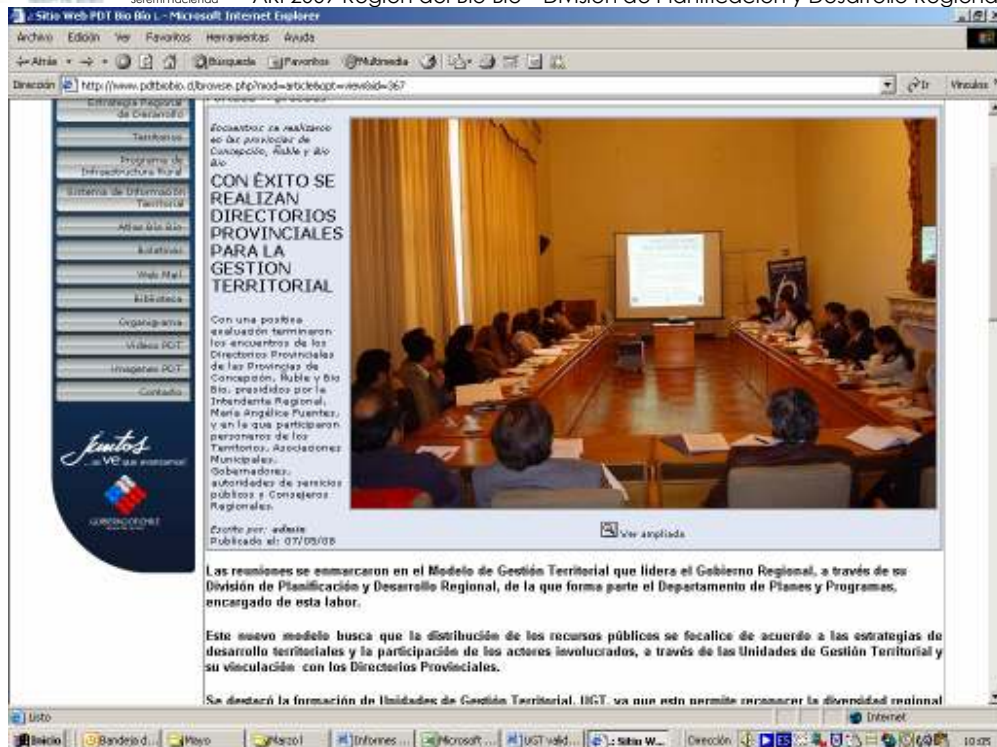 ARI 2009 Región del Bío Bío - División de Planificación y Desarrollo Regional
.: Sitio Web PDT Bio Bio :. - Microsoft Internet Explorer
Archivo Edición Ver Favoritos Herramientas Ayuda
Atrás Búsqueda Favoritos Multimedia
Dirección http://www.pdtbiobio.cl/browse.php?mod=article&opt=view&sid=367 Ir Vínculos
Estrategia Regional
de Desarrollo
Territorios
Programa de
Infraestructura Rural
Sistema de Información
Territorial
Atlas Bío Bío
Boletines
Web Mail
Biblioteca
Organigrama
Videos PDT
Imagenes PDT
Contacto
Juntos
GOBIERNO DE CHILE
Encuentros se realizaron
en las provincias de
Concepción, Ñuble y Bio
Bio
CON ÉXITO SE
REALIZAN
DIRECTORIOS
PROVINCIALES
PARA LA
GESTION
TERRITORIAL
Con una positiva
evaluación terminaron
los encuentros de los
Directorios Provinciales
de las Provincias de
Concepción, Ñuble y Bio
Bio, presididos por la
Intendenta Regional,
María Angélica Fuentes,
y en la que participaron
personeros de los
Territorios, Asociaciones
Municipales,
Gobernadores,
autoridades de servicios
públicos y Consejeros
Regionales.
Escrito por: admin
Publicado el: 07/05/08
Ver ampliada
Las reuniones se enmarcaron en el Modelo de Gestión Territorial que lidera el Gobierno Regional, a través de su
División de Planificación y Desarrollo Regional, de la que forma parte el Departamento de Planes y Programas,
encargado de esta labor.
Este nuevo modelo busca que la distribución de los recursos públicos se focalice de acuerdo a las estrategias de
desarrollo territoriales y la participación de los actores involucrados, a través de las Unidades de Gestión Territorial y
su vinculación con los Directorios Provinciales.
Se destacó la formación de Unidades de Gestión Territorial, UGT, ya que esto permite reconocer la diversidad regional
Listo Internet
Inicio Bandeja d... Mayo Marzo1 Informes ... Microsoft ... UGT valid... .: Sitio W... Dirección ES 10:05